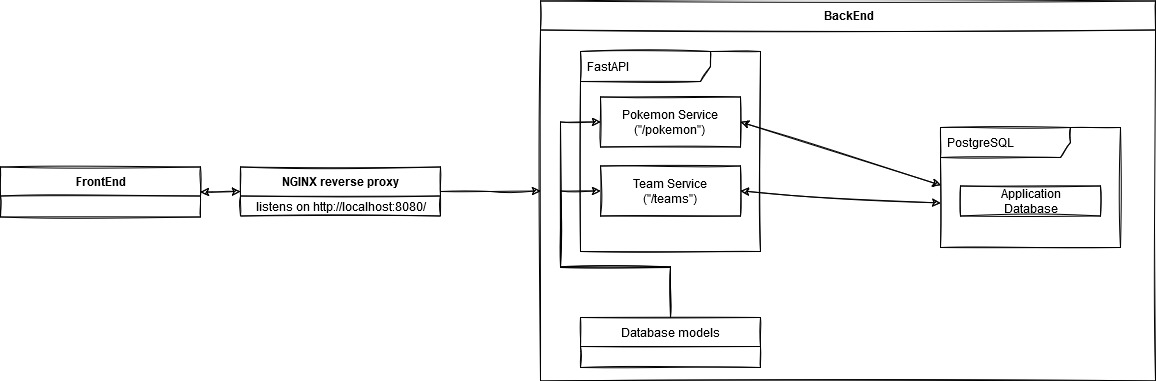 BackEnd
FastAPI
Pokemon Service
("/pokemon")
PostgreSQL
FrontEnd
NGINX reverse proxy
listens on http://localhost:8080/
Team Service
("/teams")
Application
Database
Database models